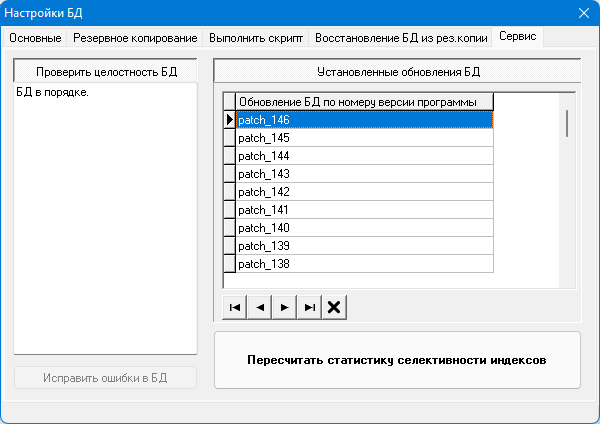 Настройки БД
Основные Резервное копирование Выполнить скрипт Восстановление БД из рез.копии Сервис
Проверить целостность БД
БД в порядке.
Исправить ошибки в БД
Установленные обновления БД
Обновление БД по номеру версии программы
patch_146
patch_145
patch_144
patch_143
patch_142
patch_141
patch_140
patch_139
patch_138
Пересчитать статистику селективности индексов